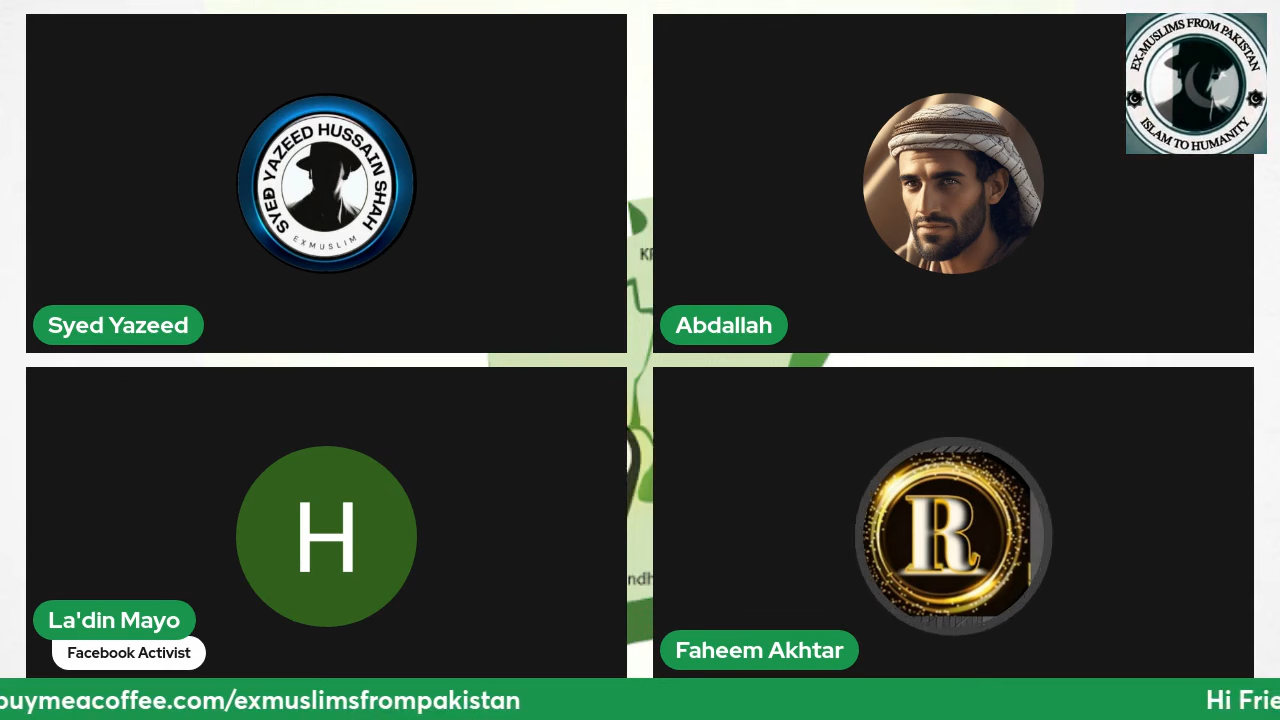 SYED YAZEED HUSSAIN SHAH
EXMUSLIM
Syed Yazeed
Abdallah
EX-MUSLIMS FROM PAKISTAN
ISLAM TO HUMANITY
H
La'din Mayo
Facebook Activist
R
Faheem Akhtar
buymeacoffee.com/exmuslimsfrompakistan
Hi Frie